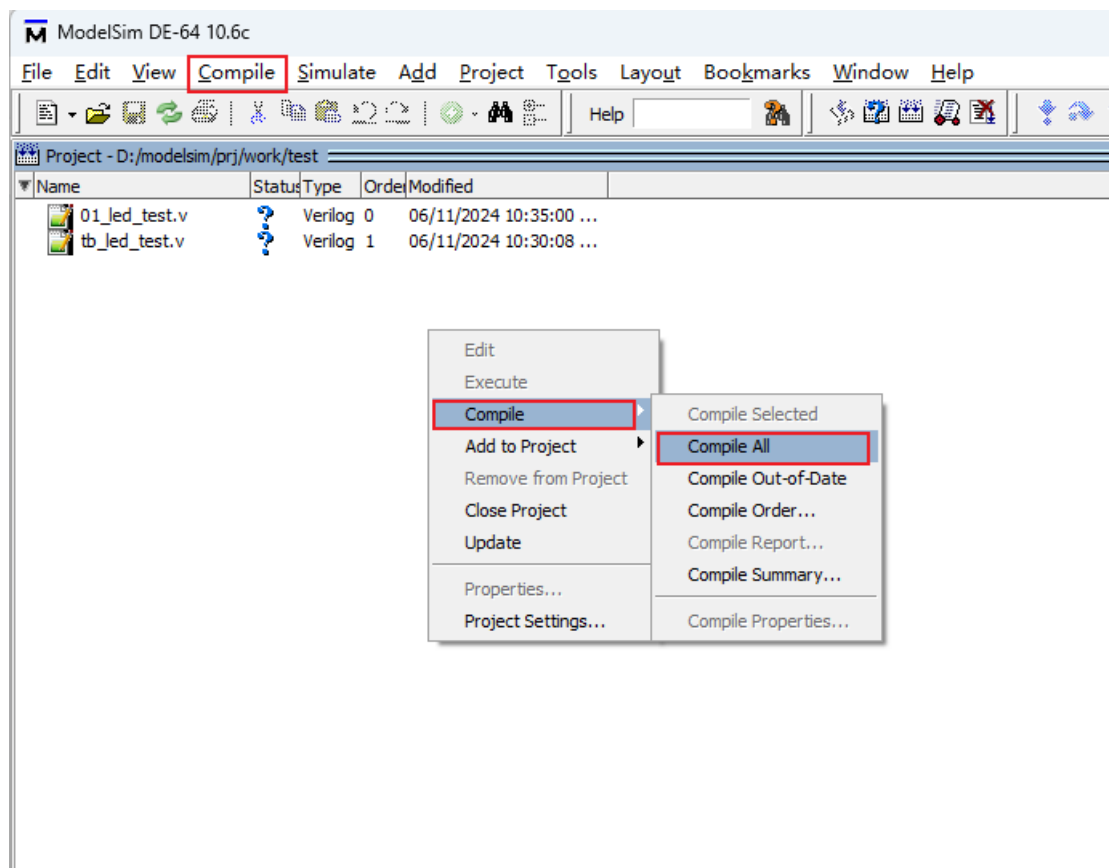 ModelSim DE-64 10.6c
File Edit View Compile Simulate Add Project Tools Layout Bookmarks Window Help
Help
Project - D:/modelsim/prj/work/test
Name Status Type Order Modified
01_led_test.v Verilog 0 06/11/2024 10:35:00 ...
tb_led_test.v Verilog 1 06/11/2024 10:30:08 ...
Edit
Execute
Compile
Add to Project
Remove from Project
Close Project
Update
Properties...
Project Settings...
Compile Selected
Compile All
Compile Out-of-Date
Compile Order...
Compile Report...
Compile Summary...
Compile Properties...